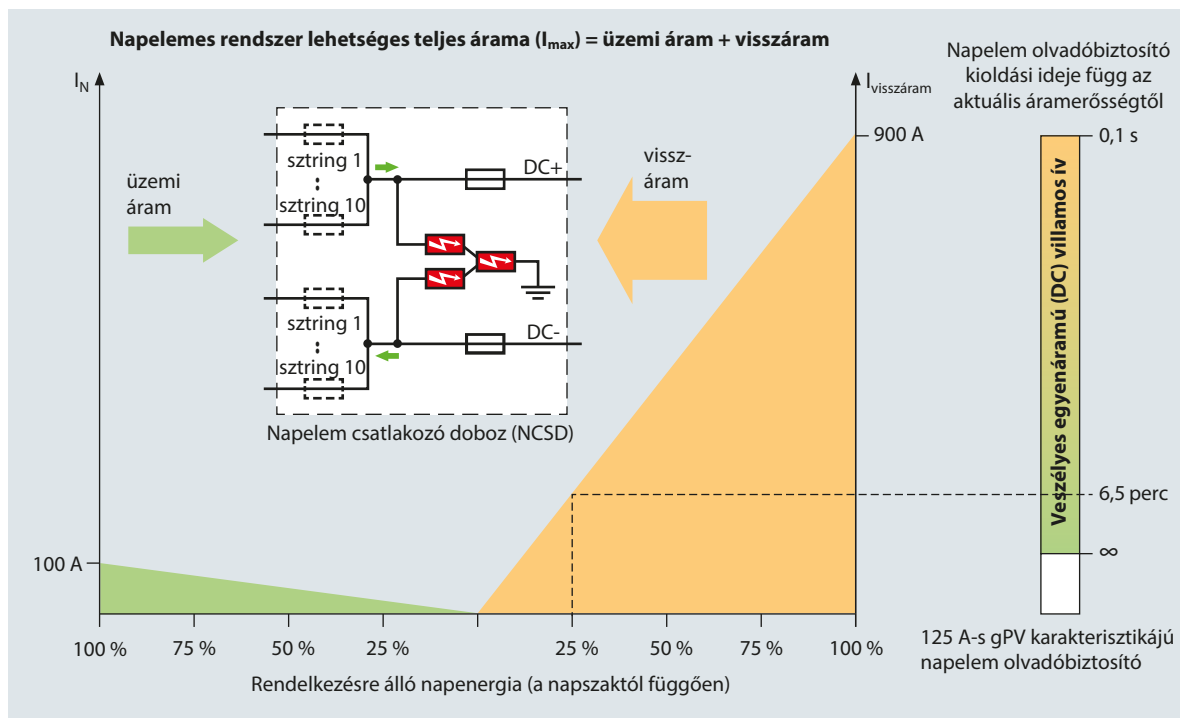 Napelemes rendszer lehetséges teljes árama (Imax) = üzemi áram + visszáram
IN
üzemi
áram
sztring 1
sztring 10
DC+
sztring 1
sztring 10
DC-
Napelem csatlakozó doboz (NCSD)
vissz-
áram
Ivisszáram
900 A
100 A
100 %
75 %
50 %
25 %
25 %
50 %
75 %
100 %
Rendelkezésre álló napenergia (a napszaktól függően)
Napelem olvadóbiztosító
kioldási ideje függ az
aktuális áramerősségtől
0,1 s
Veszélyes egyenáramú (DC) villamos ív
6,5 perc
∞
125 A-s gPV karakterisztikájú
napelem olvadóbiztosító